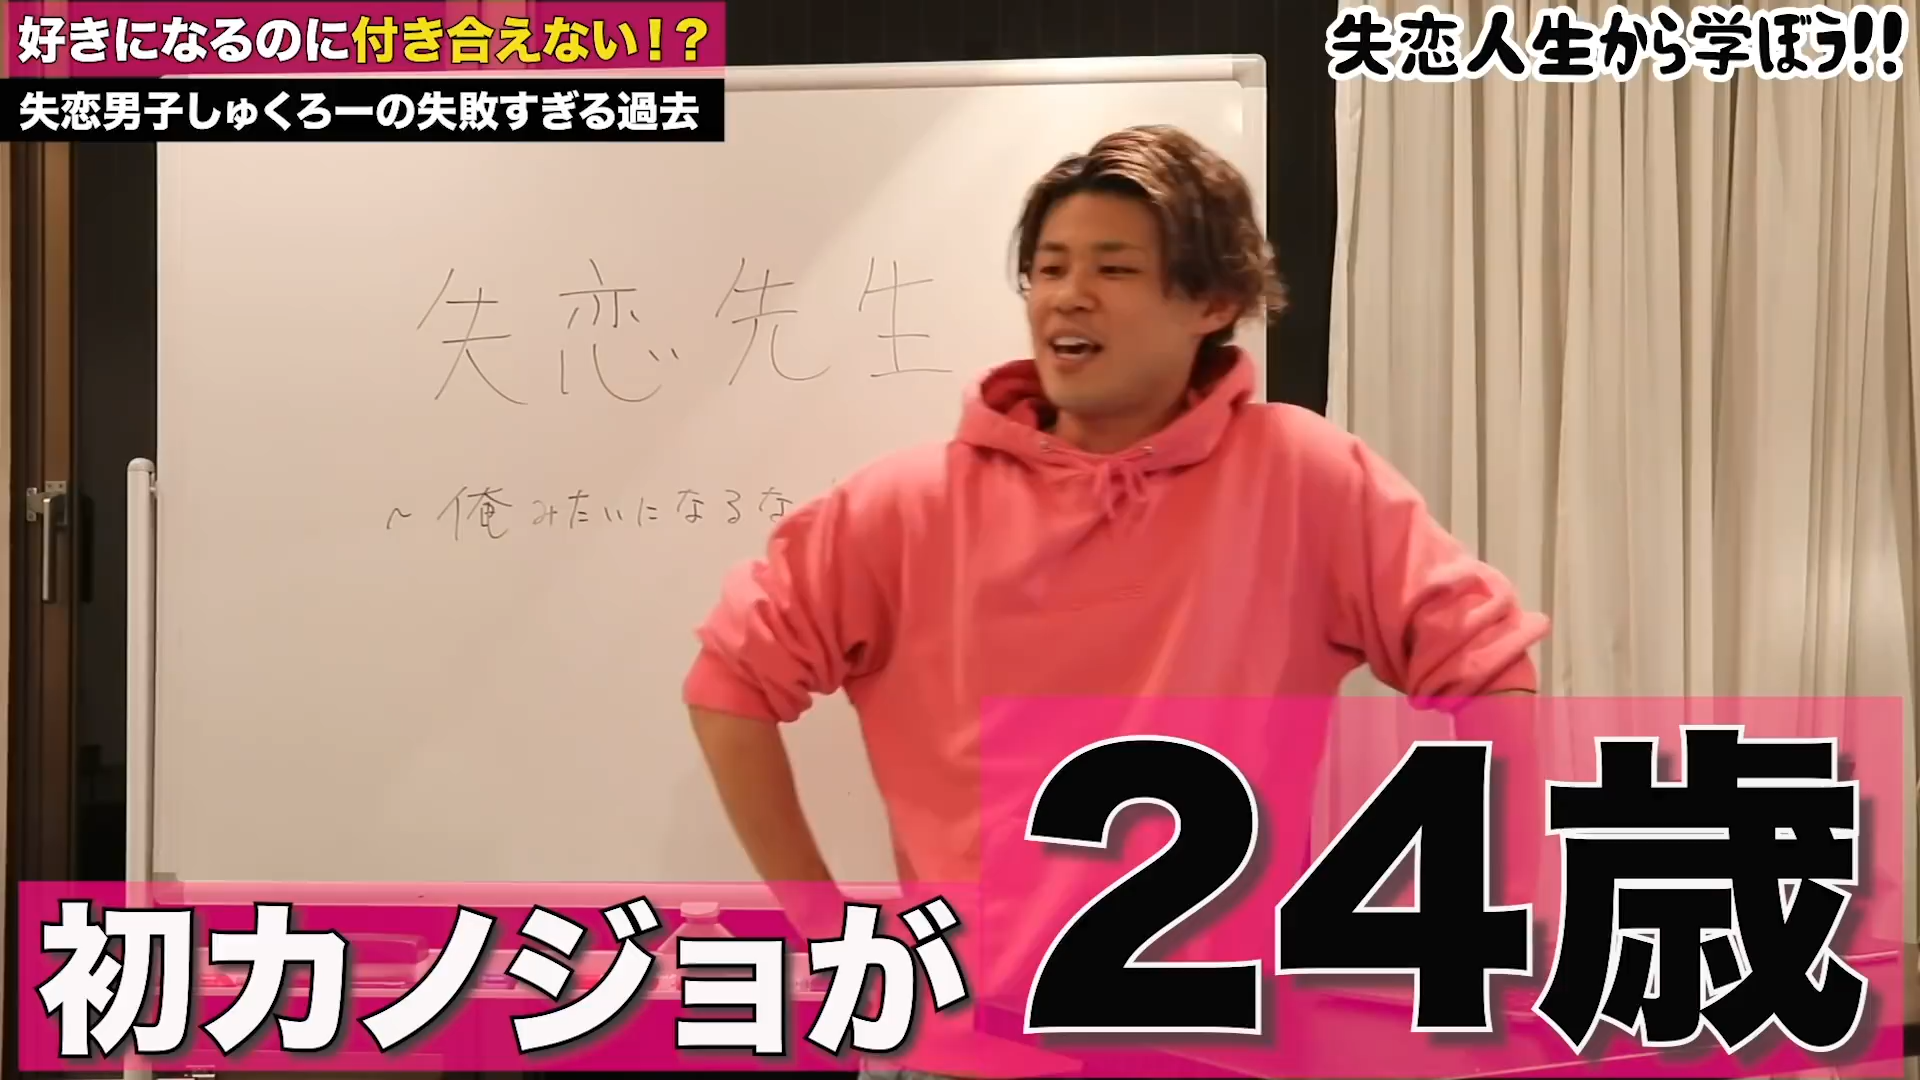 好きになるのに付き合えない！？
失恋男子しゅくろーの失敗すぎる過去
失恋人生から学ぼう!!
失恋先生
~俺みたいになるな
初カノジョが
24歳